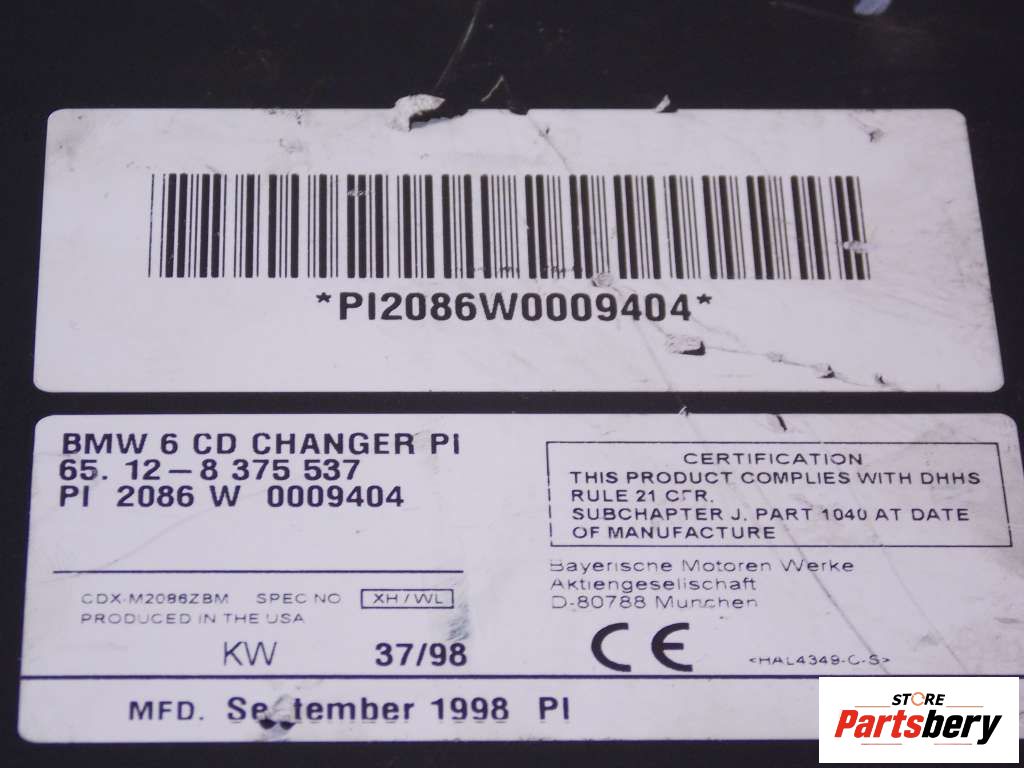 *PI2086W0009404*
BMW 6 CD CHANGER PI
65. 12-8 375 537
PI 2086 W 0009404
CERTIFICATION
THIS PRODUCT COMPLIES WITH DHHS
RULE 21 CFR.
SUBCHAPTER J, PART 1040 AT DATE
OF MANUFACTURE
Bayerische Motoren Werke
Aktiengesellschaft
D-80788 Munchen
CDX-M2086ZBM SPEC NO XH/WL
PRODUCED IN THE USA
KW 37/98
CE
<HAL4349-C-S>
MFD. September 1998 PI
STORE
Partsbery